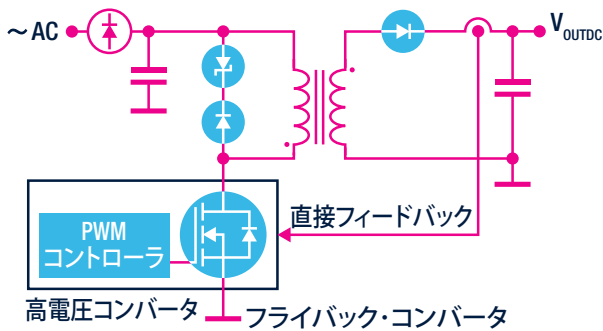 ～AC
VOUTDC
直接フィードバック
PWM
コントローラ
高電圧コンバータ
フライバック・コンバータ